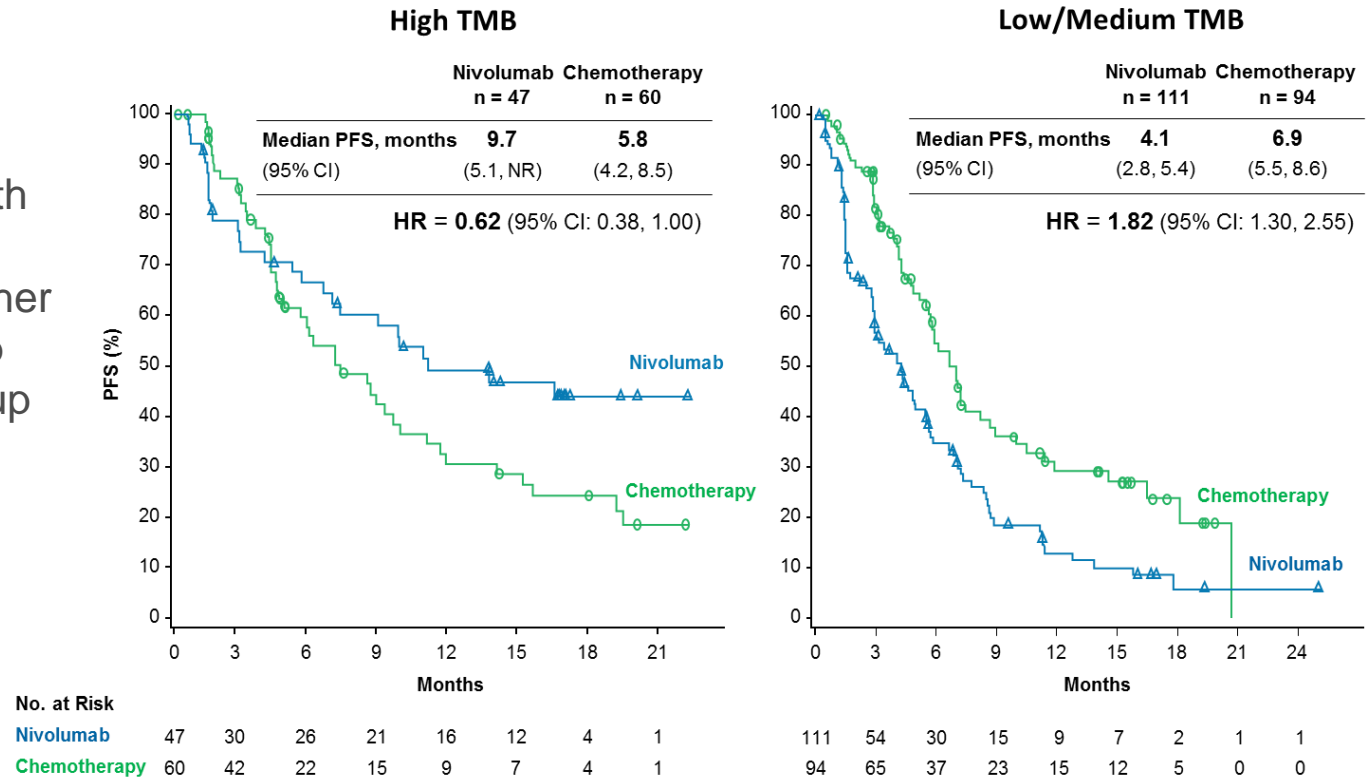 High TMB
Nivolumab Chemotherapy
n = 47 n = 60
Median PFS, months 9.7 5.8
(95% CI) (5.1, NR) (4.2, 8.5)
HR = 0.62 (95% CI: 0.38, 1.00)
100
90
80
70
60
50
40
30
20
10
0
PFS (%)
Nivolumab
Chemotherapy
0 3 6 9 12 15 18 21
Months
Low/Medium TMB
Nivolumab Chemotherapy
n = 111 n = 94
Median PFS, months 4.1 6.9
(95% CI) (2.8, 5.4) (5.5, 8.6)
HR = 1.82 (95% CI: 1.30, 2.55)
100
90
80
70
60
50
40
30
20
10
0
Chemotherapy
Nivolumab
0 3 6 9 12 15 18 21 24
Months
No. at Risk
Nivolumab 47 30 26 21 16 12 4 1 111 54 30 15 9 7 2 1 1
Chemotherapy 60 42 22 15 9 7 4 1 94 65 37 23 15 12 5 0 0